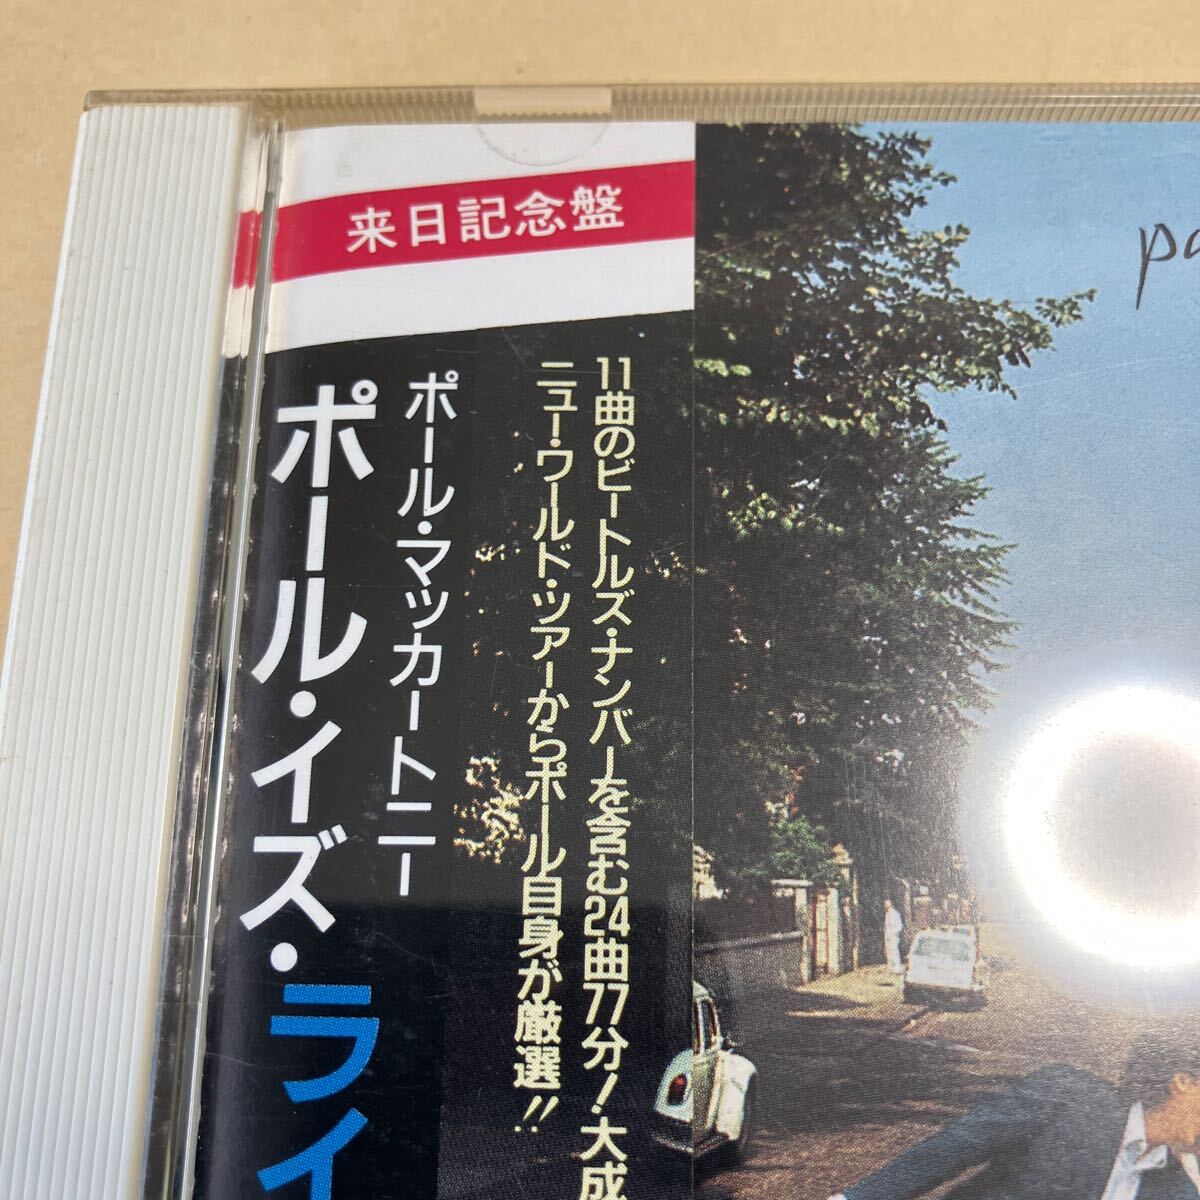 来日記念盤
11曲のビートルズ・ナンバーを含む24曲77分!大成
ニュー・ワールド・ツアーからポール自身が厳選!!
ポール・マッカートニー
ポール・イズ・ライ
pa